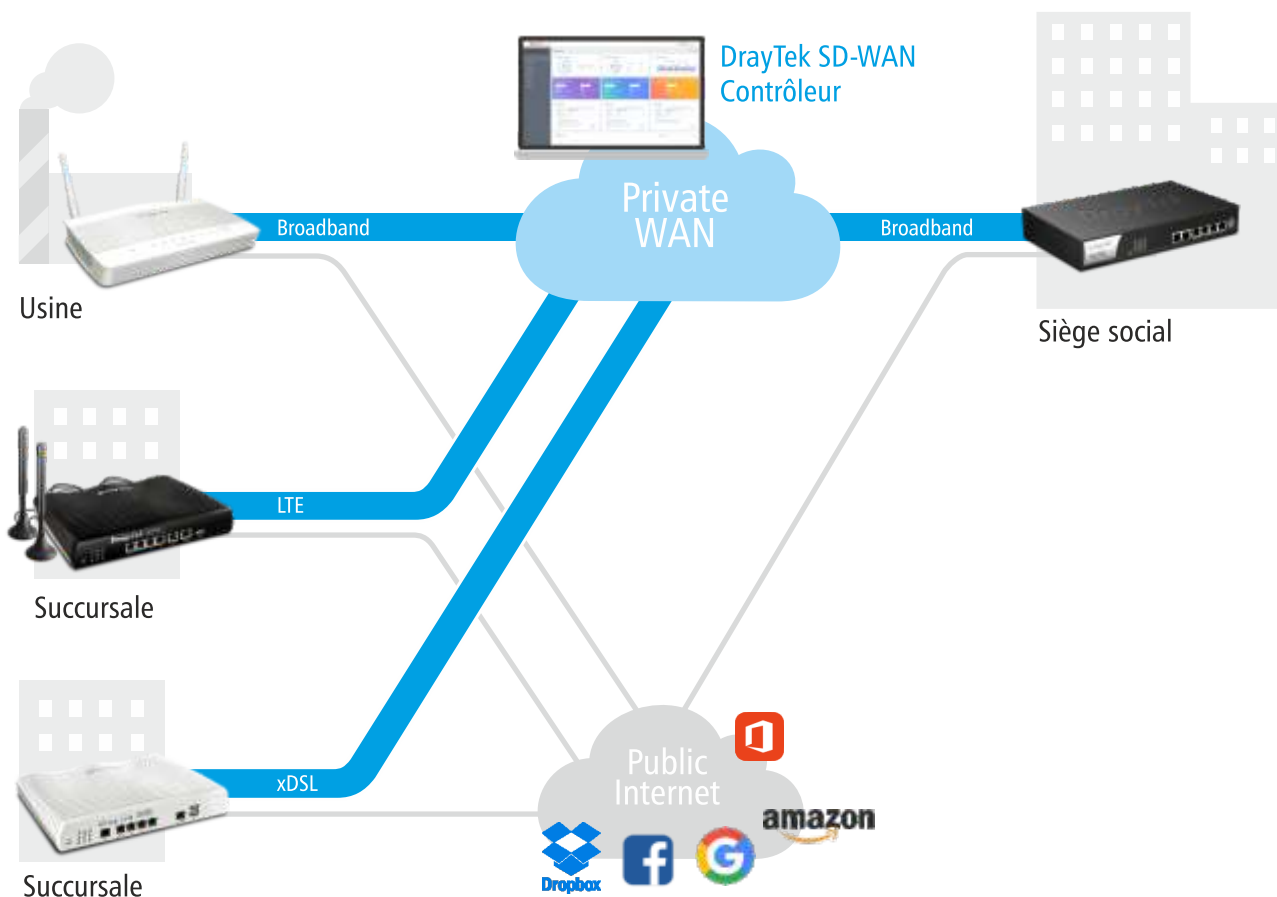 DrayTek SD-WAN
Contrôleur
Private
WAN
Broadband
Broadband
Usine
Siège social
LTE
Succursale
xDSL
Succursale
Public
Internet
amazon
Dropbox